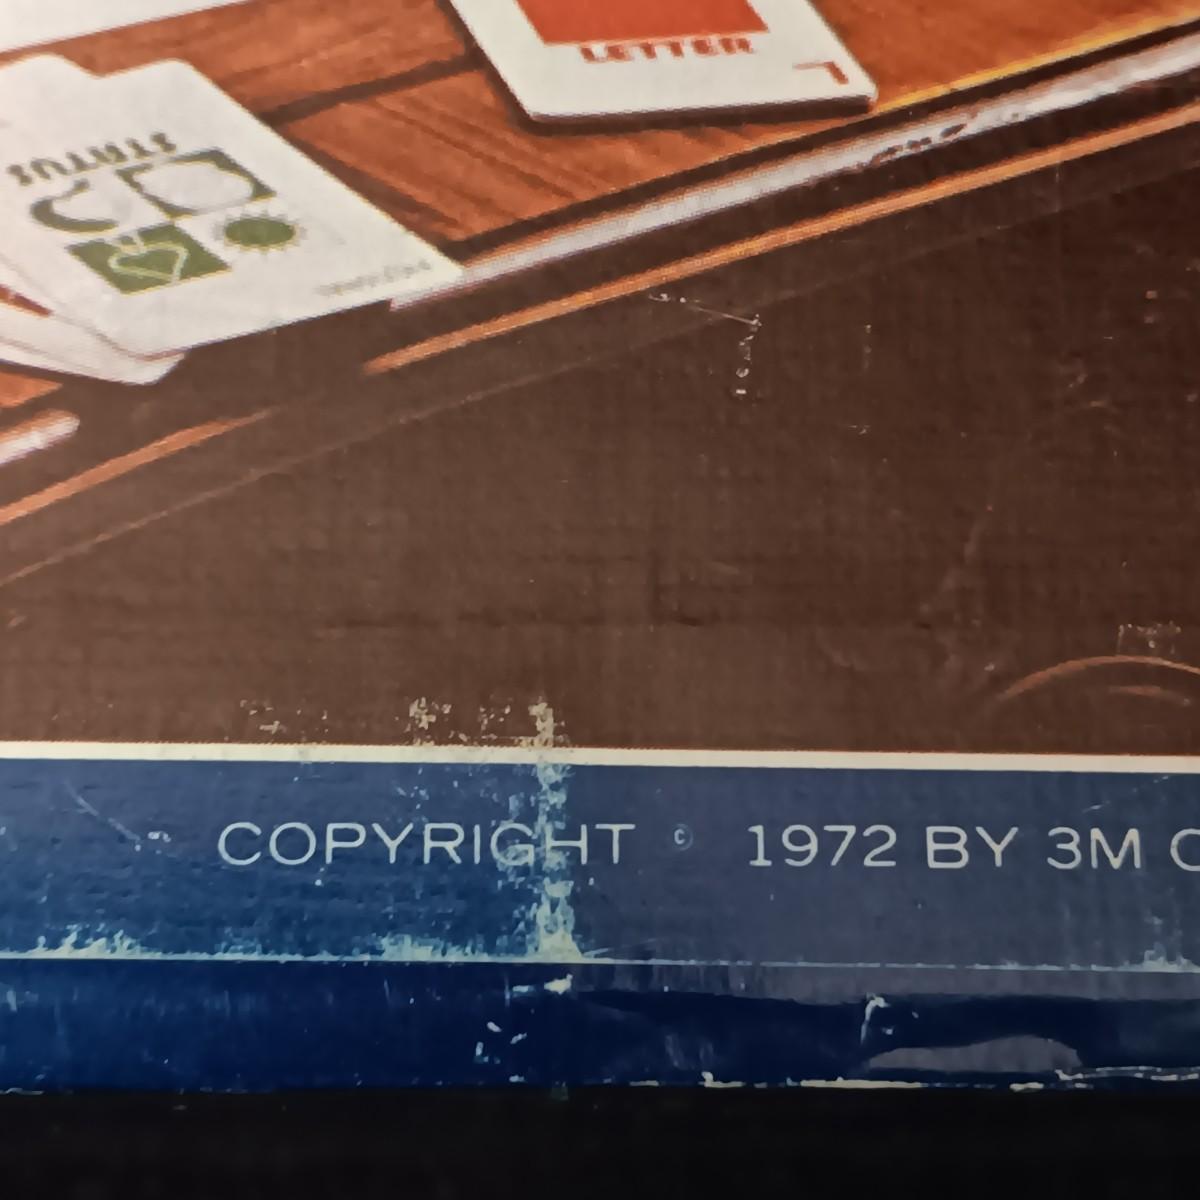 LETTER
STATUS
COPYRIGHT © 1972 BY 3M C